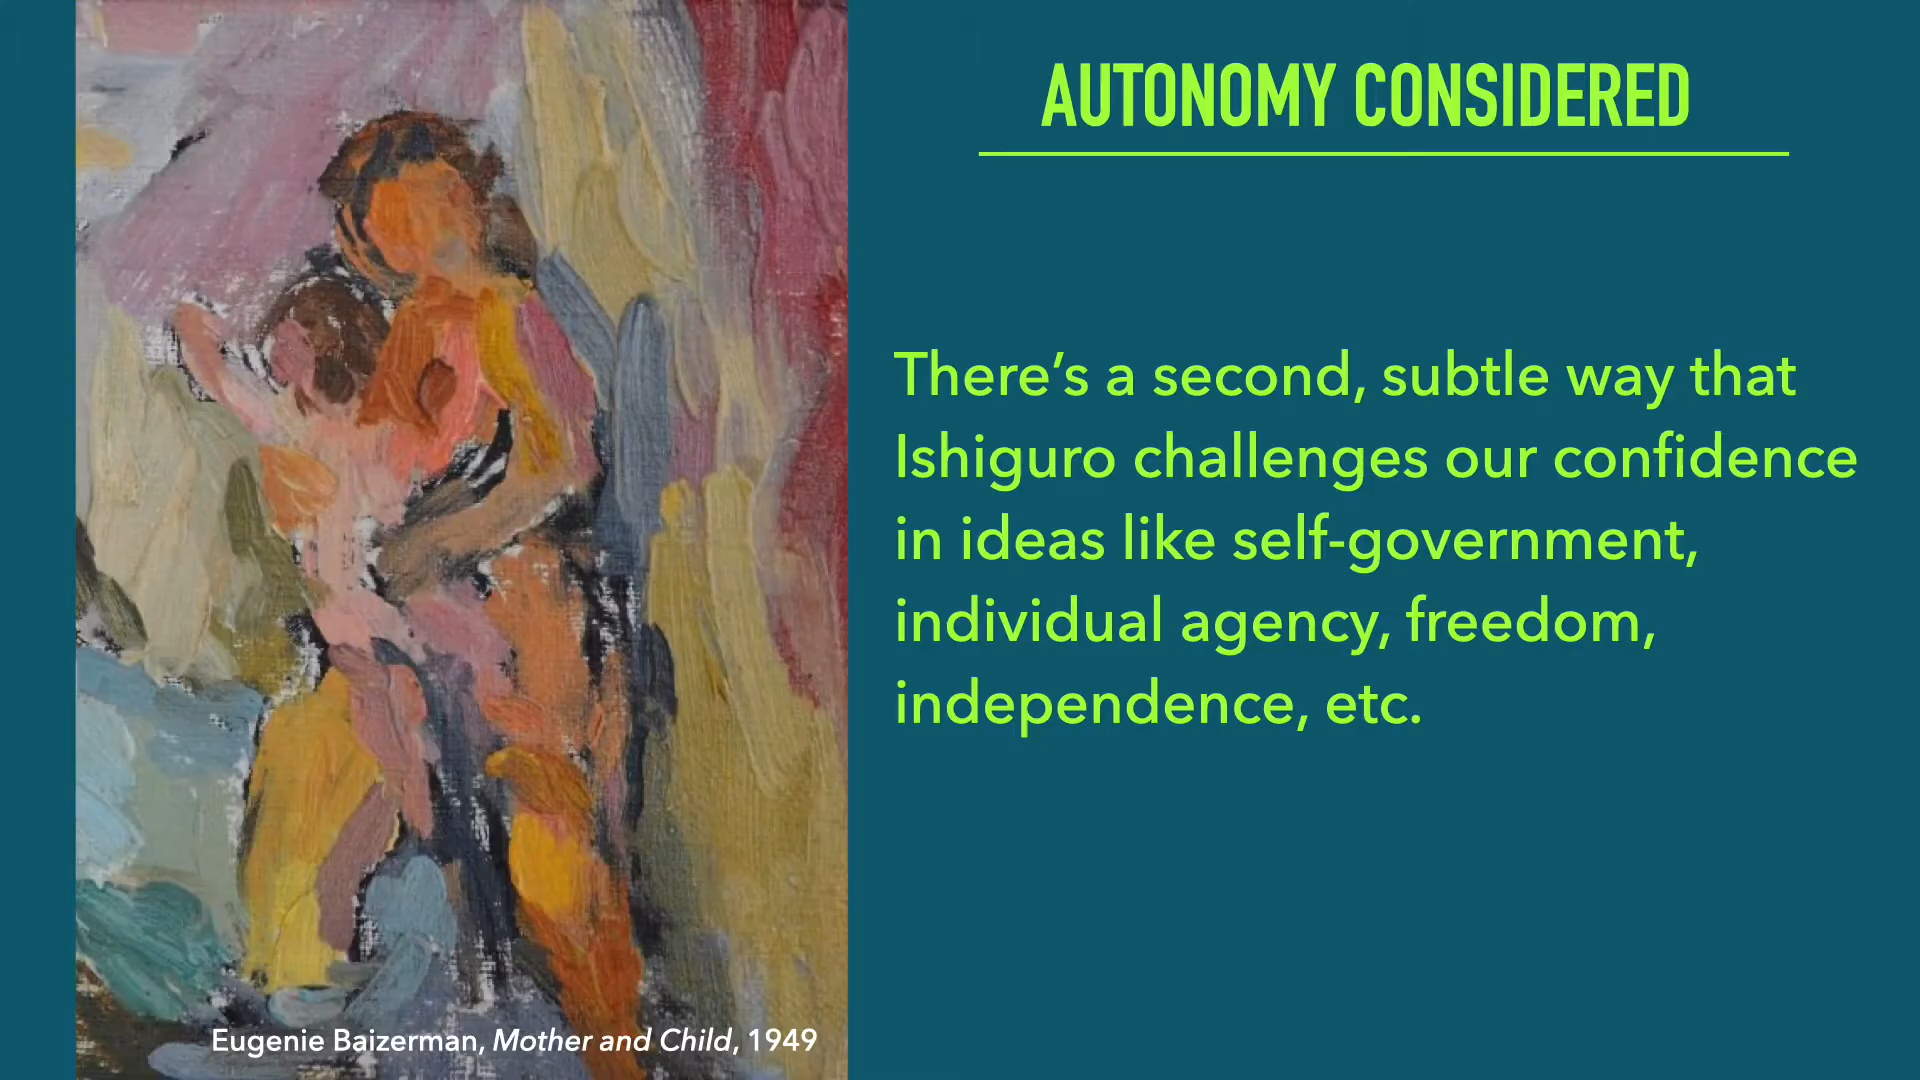 AUTONOMY CONSIDERED
There’s a second, subtle way that
Ishiguro challenges our confidence
in ideas like self-government,
individual agency, freedom,
independence, etc.
Eugenie Baizerman, Mother and Child, 1949